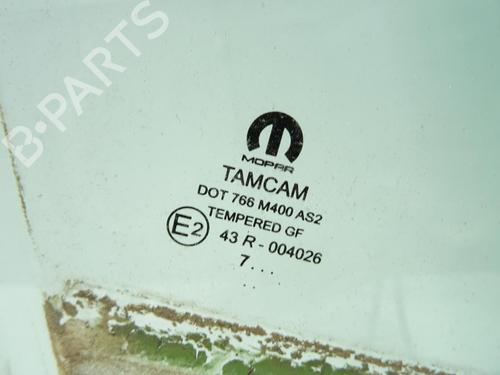 B-PARTS
MOPAR
TAMCAM
DOT 766 M400 AS2
TEMPERED GF
E2
43 R - 004026
7...
..